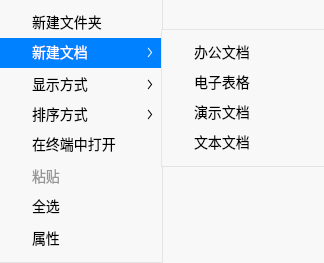 新建文件夹
新建文档
显示方式
排序方式
在终端中打开
粘贴
全选
属性
办公文档
电子表格
演示文档
文本文档